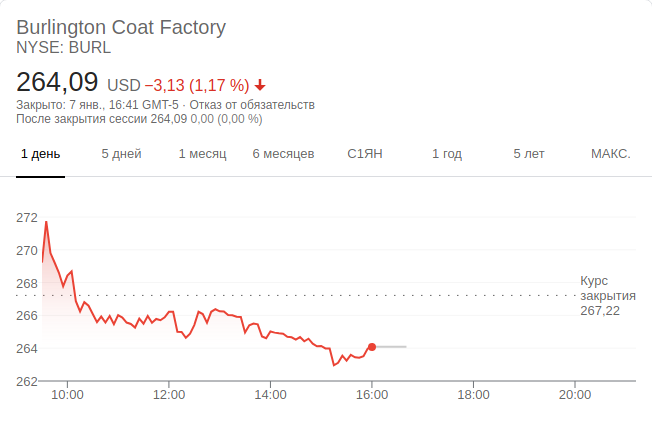 Burlington Coat Factory
NYSE: BURL
264,09 USD −3,13 (1,17 %)
Закрыто: 7 янв., 16:41 GMT-5 · Отказ от обязательств
После закрытия сессии 264,09 0,00 (0,00 %)
1 день 5 дней 1 месяц 6 месяцев С1ЯН 1 год 5 лет МАКС.
272
270
268
266
264
262
Курс
закрытия
267,22
10:00 12:00 14:00 16:00 18:00 20:00